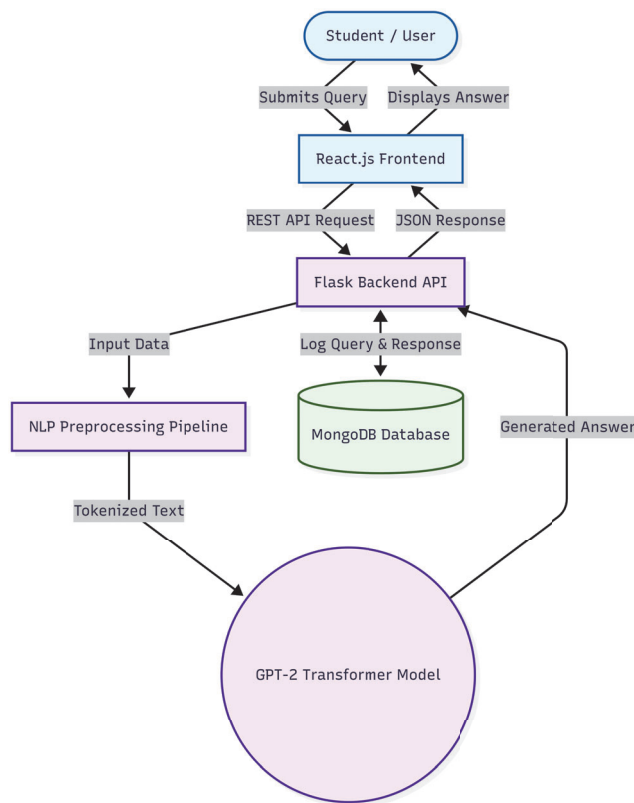 Student / User
Submits Query
Displays Answer
React.js Frontend
REST API Request
JSON Response
Flask Backend API
Input Data
Log Query & Response
NLP Preprocessing Pipeline
MongoDB Database
Generated Answer
Tokenized Text
GPT-2 Transformer Model